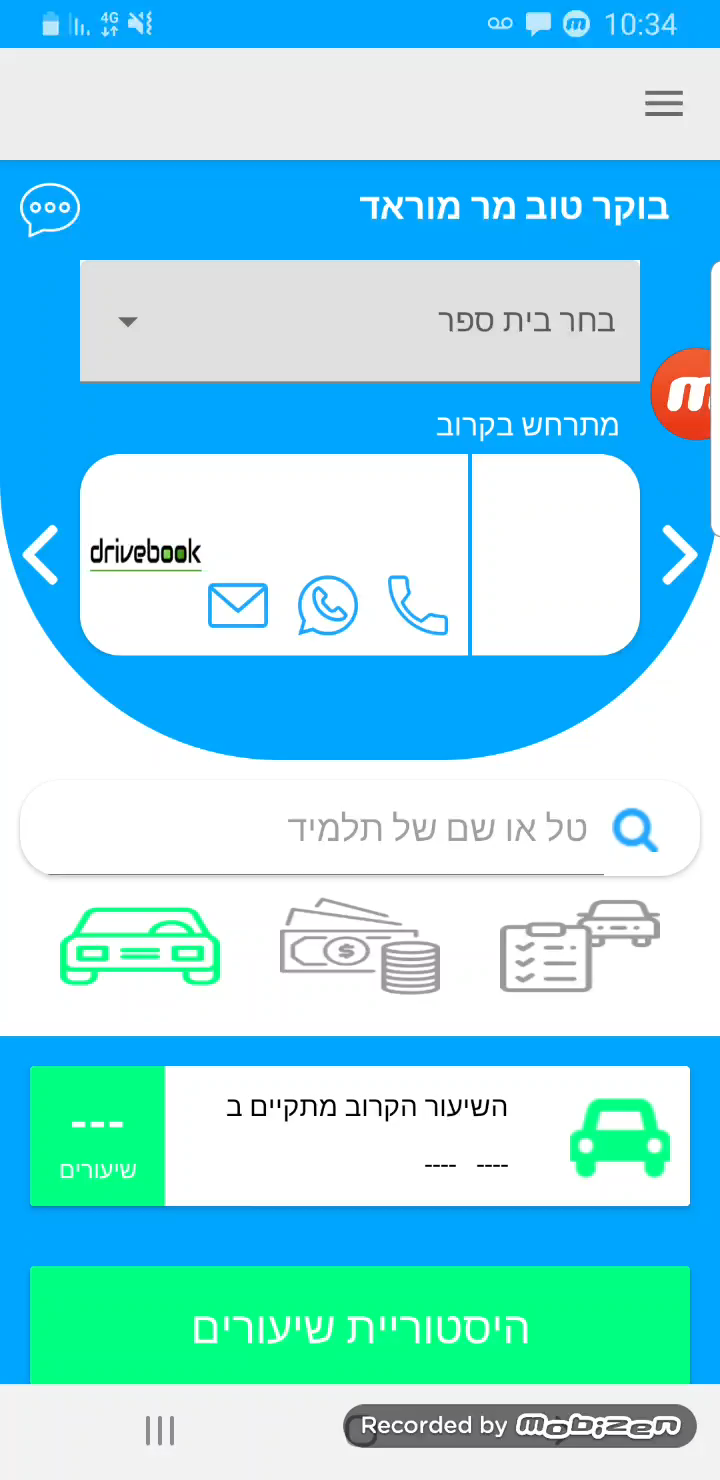 4G 10:34
בוקר טוב מר מוראד
בחר בית ספר
מתרחש בקרוב
drivebook
טל או שם של תלמיד
השיעור הקרוב מתקיים ב
---- ----
---
שיעורים
היסטוריית שיעורים
Recorded by mobizen